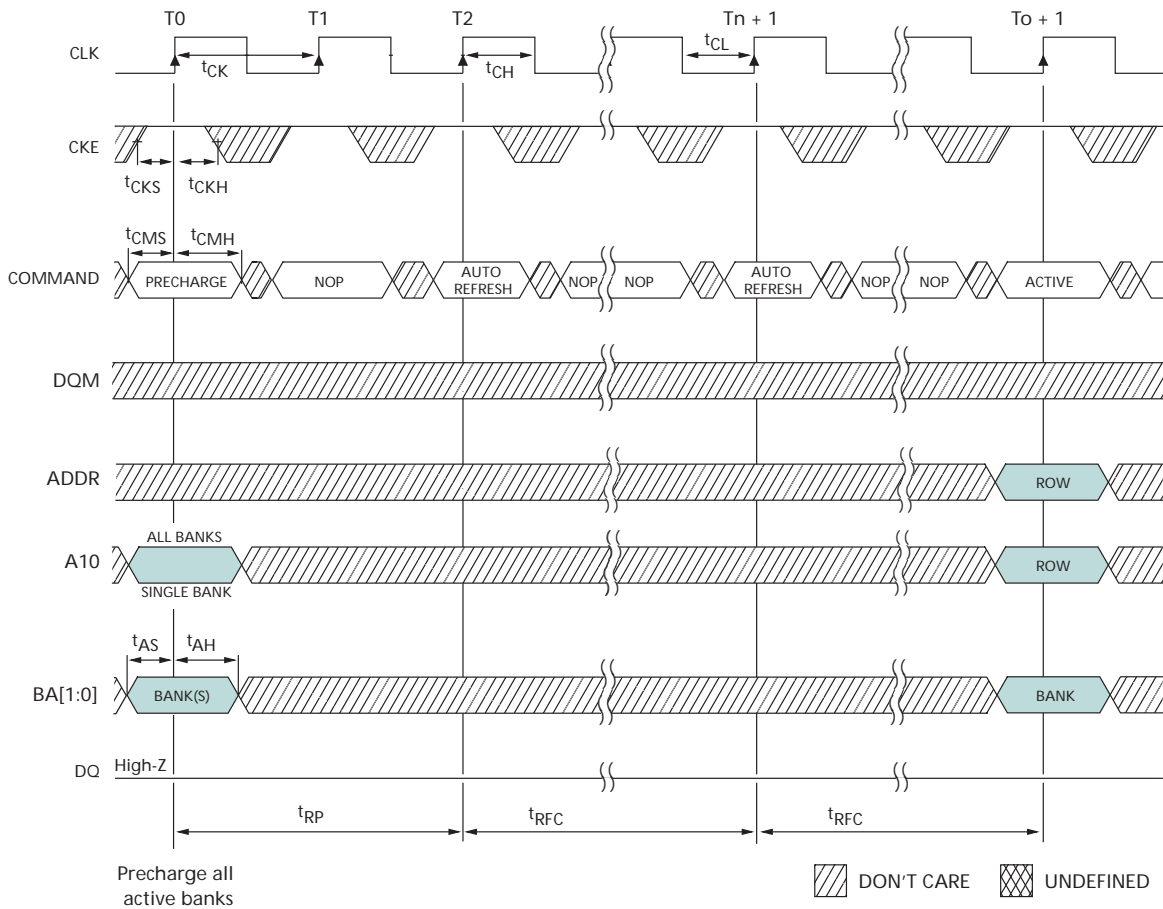 T0 T1 T2 Tn + 1 To + 1
CLK
tCK
tCH
tCL
CKE
tCKS tCKH
tCMS tCMH
COMMAND PRECHARGE NOP AUTO REFRESH NOP NOP AUTO REFRESH NOP NOP ACTIVE
DQM
ADDR ROW
ALL BANKS
A10 ROW
SINGLE BANK
tAS tAH
BA[1:0] BANK(S) BANK
DQ High-Z
tRP tRFC tRFC
Precharge all
active banks
DON'T CARE UNDEFINED